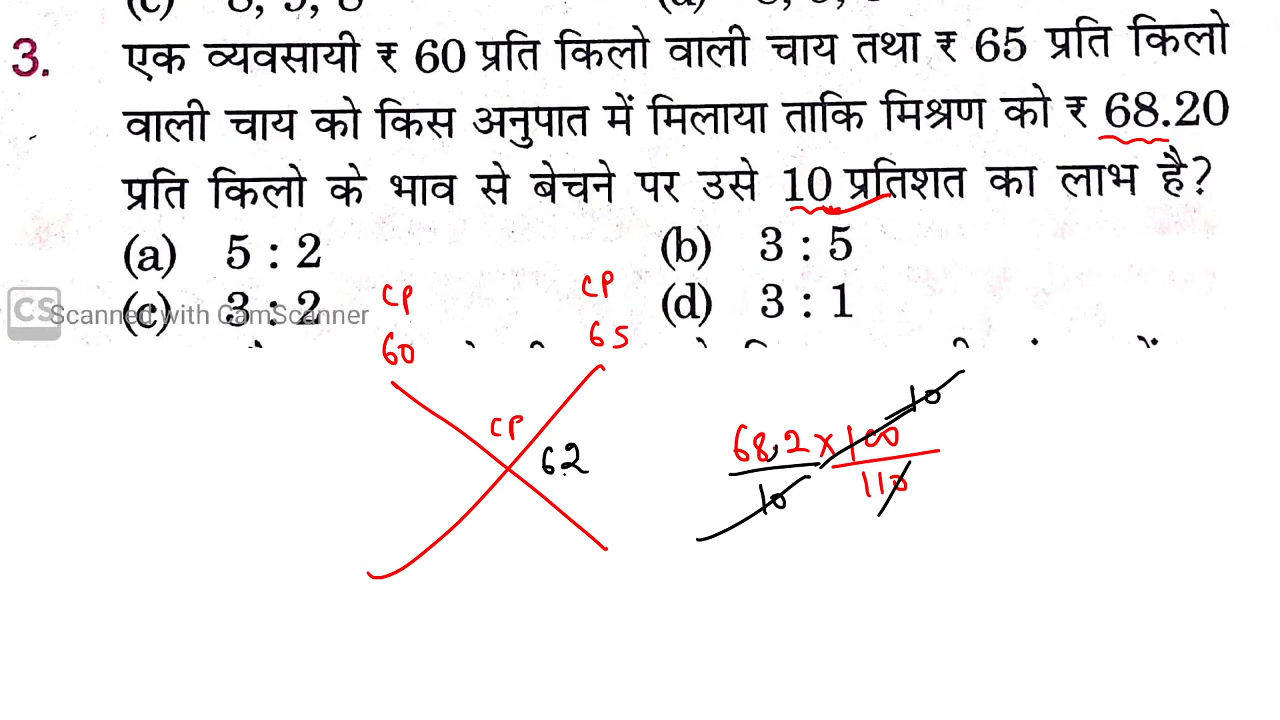 3. एक व्यवसायी ₹ 60 प्रति किलो वाली चाय तथा ₹ 65 प्रति किलो
वाली चाय को किस अनुपात में मिलाया ताकि मिश्रण को ₹ 68.20
प्रति किलो के भाव से बेचने पर उसे 10 प्रतिशत का लाभ है?
(a) 5 : 2 (b) 3 : 5
(c) 3 : 2 (d) 3 : 1
CS Scanned with CamScanner
CP CP
60 65
CP
62
10
68.2 × 100
10 110